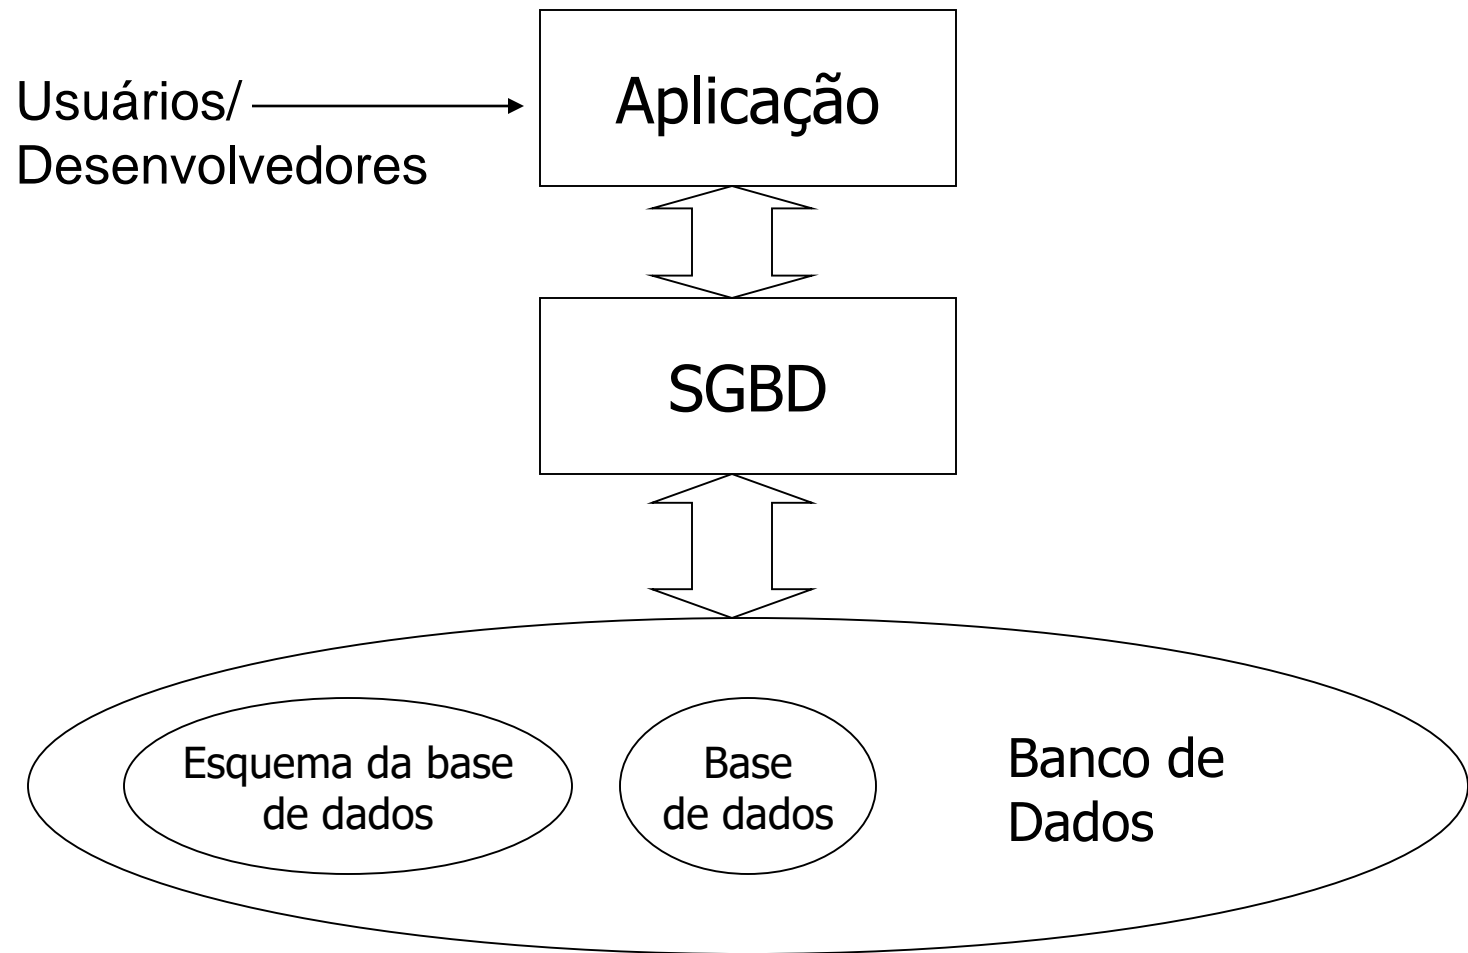 Aplicação
Usuários/
Desenvolvedores
SGBD
Esquema da base
de dados
Base
de dados
Banco de
Dados